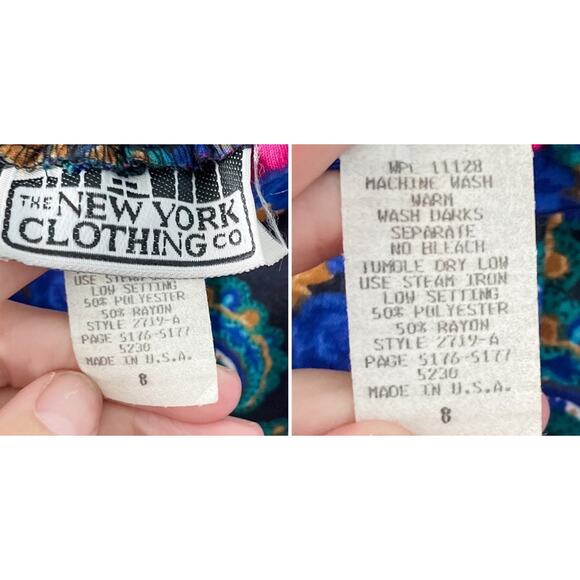 THE NEW YORK
CLOTHING CO
USE STEAM
LOW SETTING
50% POLYESTER
50% RAYON
STYLE 2719-A
PAGE 5176-5177
5230
MADE IN U.S.A.
8
WPL 11128
MACHINE WASH
WARM
WASH DARKS
SEPARATE
NO BLEACH
TUMBLE DRY LOW
USE STEAM IRON
LOW SETTING
50% POLYESTER
50% RAYON
STYLE 2719-A
PAGE 5176-5177
5230
MADE IN U.S.A.
8